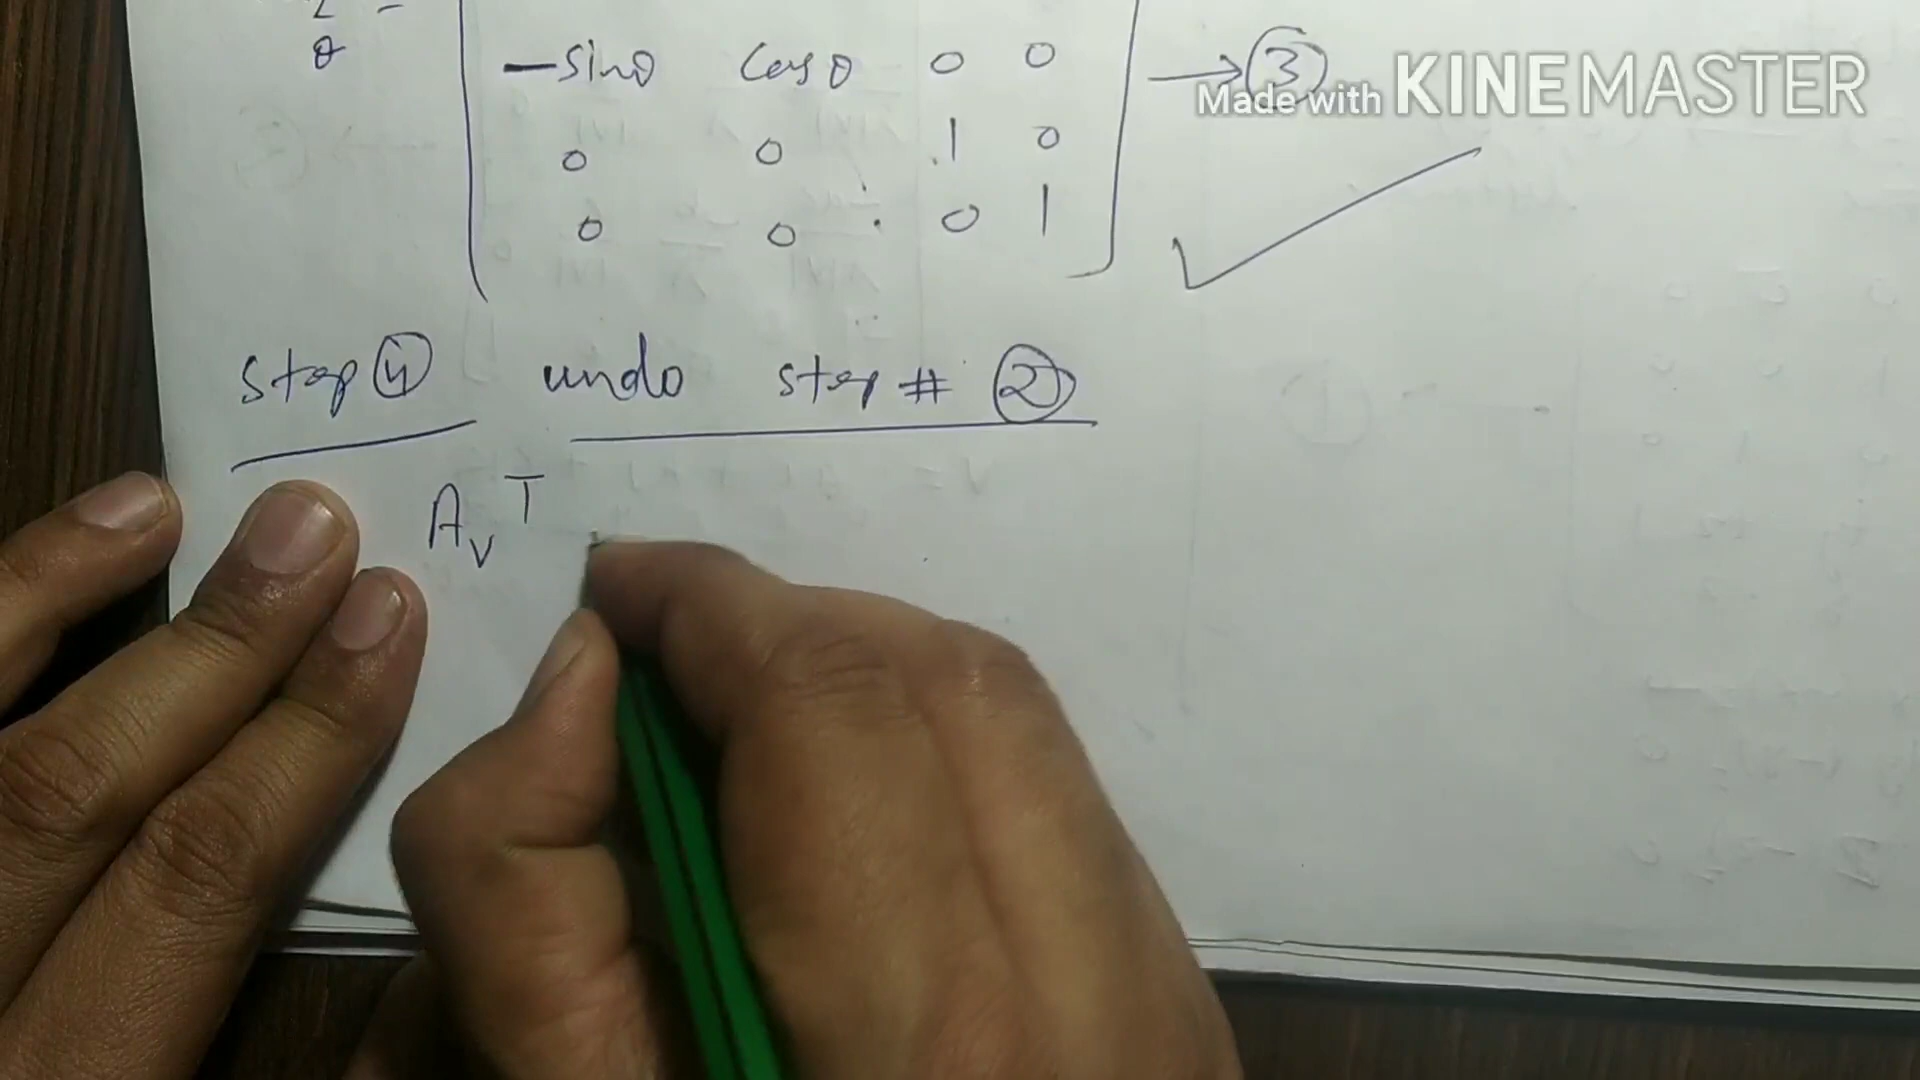 θ
-sinθ cosθ 0 0 → 3
Made with KINEMASTER
0 0 1 0
0 0 0 1
step 4 undo step # 2
Av T